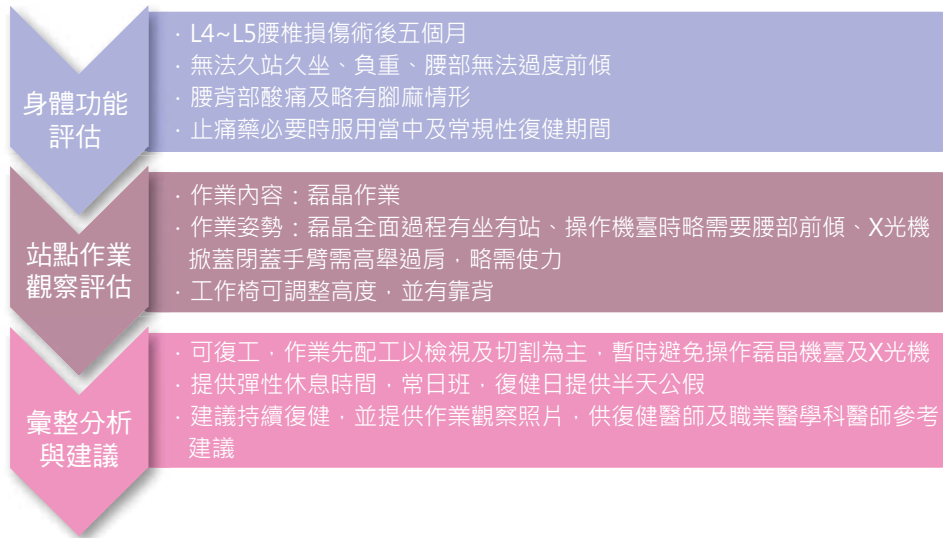 身體功能
評估
· L4~L5腰椎損傷術後五個月
· 無法久站久坐、負重、腰部無法過度前傾
· 腰背部酸痛及略有腳麻情形
· 止痛藥必要時服用當中及常規性復健期間
站點作業
觀察評估
· 作業內容：磊晶作業
· 作業姿勢：磊晶全面過程有坐有站、操作機臺時略需要腰部前傾、X光機
掀蓋閉蓋手臂需高舉過肩，略需使力
· 工作椅可調整高度，並有靠背
彙整分析
與建議
· 可復工，作業先配工以檢視及切割為主，暫時避免操作磊晶機臺及X光機
· 提供彈性休息時間，常日班，復健日提供半天公假
· 建議持續復健，並提供作業觀察照片，供復健醫師及職業醫學科醫師參考
建議